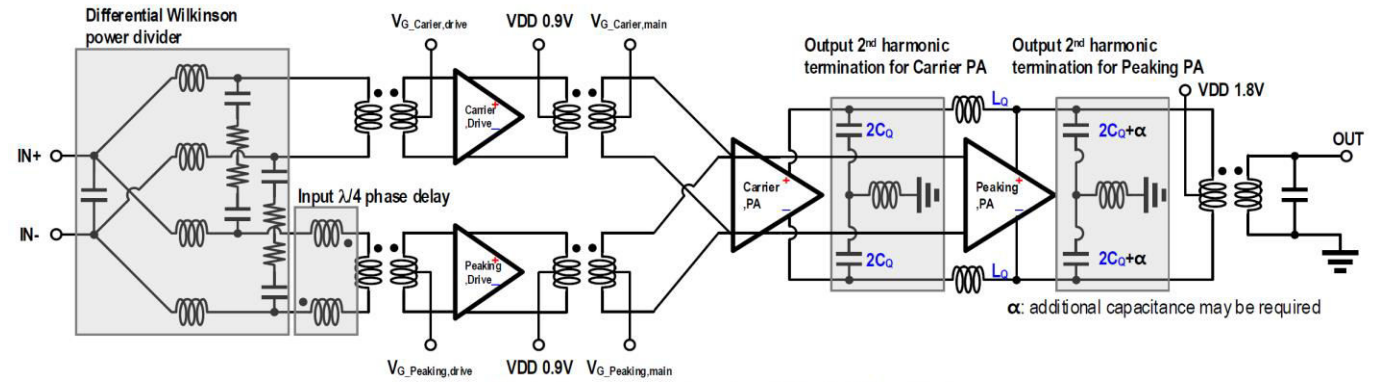 Differential Wilkinson
power divider
V_G_Carier,drive
VDD 0.9V
V_G_Carier,main
Output 2nd harmonic
termination for Carrier PA
Output 2nd harmonic
termination for Peaking PA
VDD 1.8V
Carrier
,Drive
+
−
L_Q
2C_Q
2C_Q+α
IN+
IN-
OUT
Carrier
,PA
+
−
Peaking
,PA
+
−
Input λ/4 phase delay
Peaking
,Drive
+
−
2C_Q
L_Q
2C_Q+α
α: additional capacitance may be required
V_G_Peaking,drive
VDD 0.9V
V_G_Peaking,main